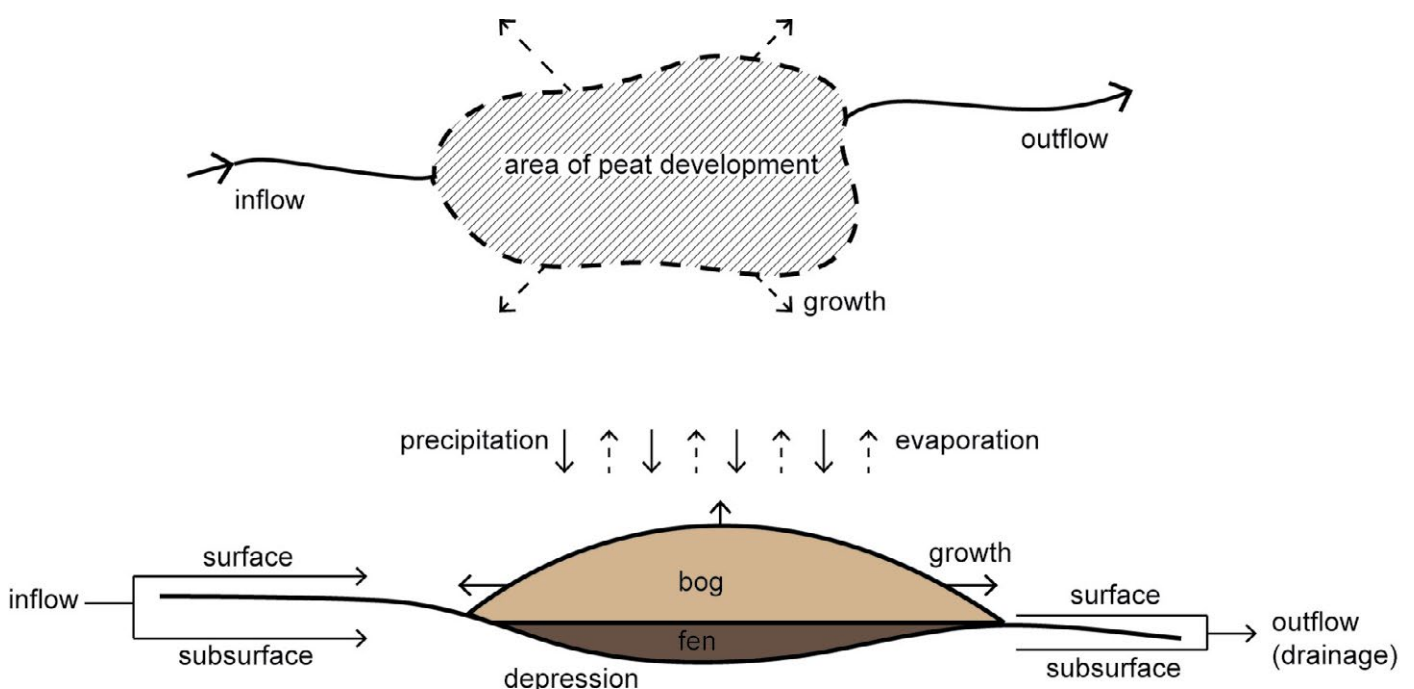 area of peat development
outflow
inflow
growth
precipitation
evaporation
surface
growth
bog
surface
inflow
fen
outflow
(drainage)
subsurface
subsurface
depression